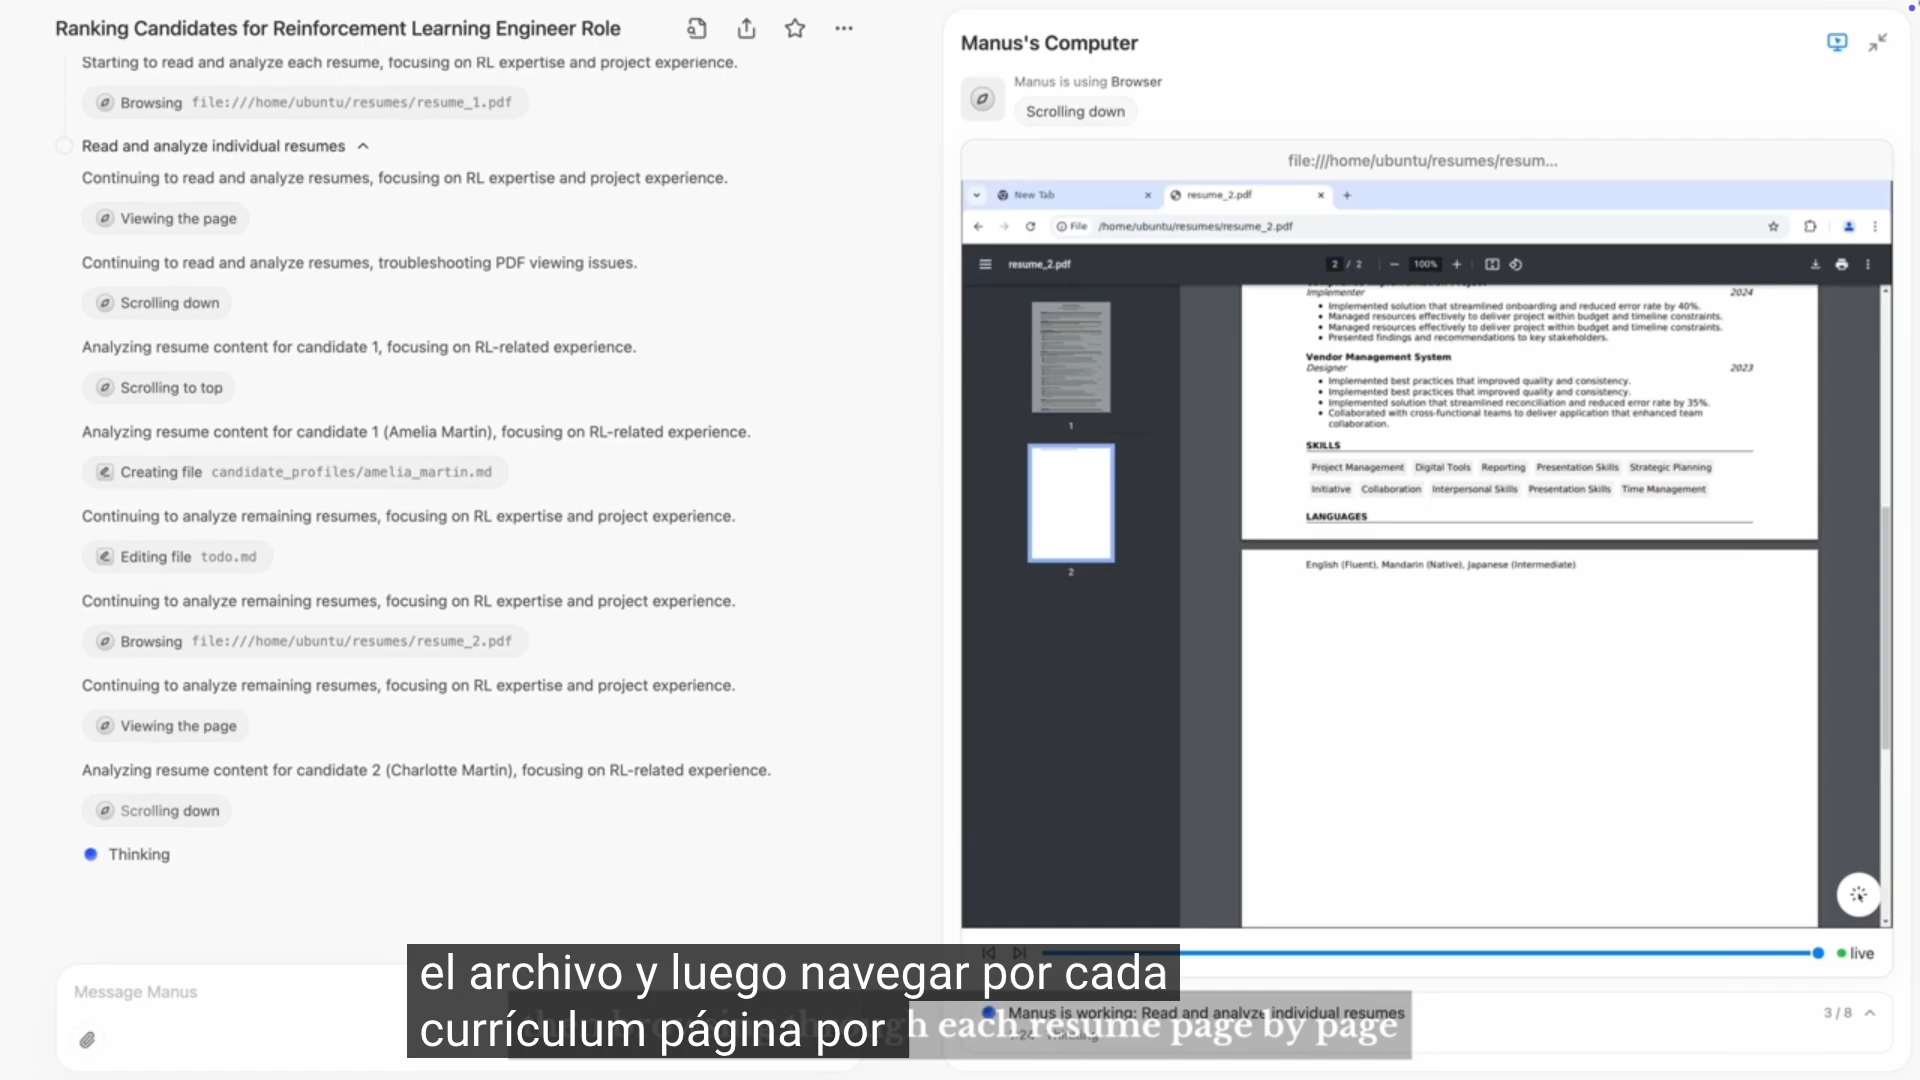 Ranking Candidates for Reinforcement Learning Engineer Role
Starting to read and analyze each resume, focusing on RL expertise and project experience.
Browsing file:///home/ubuntu/resumes/resume_1.pdf
Read and analyze individual resumes
Continuing to read and analyze resumes, focusing on RL expertise and project experience.
Viewing the page
Continuing to read and analyze resumes, troubleshooting PDF viewing issues.
Scrolling down
Analyzing resume content for candidate 1, focusing on RL-related experience.
Scrolling to top
Analyzing resume content for candidate 1 (Amelia Martin), focusing on RL-related experience.
Creating file candidate_profiles/amelia_martin.md
Continuing to analyze remaining resumes, focusing on RL expertise and project experience.
Editing file todo.md
Continuing to analyze remaining resumes, focusing on RL expertise and project experience.
Browsing file:///home/ubuntu/resumes/resume_2.pdf
Continuing to analyze remaining resumes, focusing on RL expertise and project experience.
Viewing the page
Analyzing resume content for candidate 2 (Charlotte Martin), focusing on RL-related experience.
Scrolling down
Thinking
Message Manus
Manus's Computer
Manus is using Browser
Scrolling down
file:///home/ubuntu/resumes/resum...
New Tab
resume_2.pdf
File /home/ubuntu/resumes/resume_2.pdf
resume_2.pdf
2 / 2
100%
1
2
Implementer 2024
• Implemented solution that streamlined onboarding and reduced error rate by 40%.
• Managed resources effectively to deliver project within budget and timeline constraints.
• Managed resources effectively to deliver project within budget and timeline constraints.
• Presented findings and recommendations to key stakeholders.
Vendor Management System
Designer 2023
• Implemented best practices that improved quality and consistency.
• Implemented best practices that improved quality and consistency.
• Implemented solution that streamlined reconciliation and reduced error rate by 35%.
• Collaborated with cross-functional teams to deliver application that enhanced team
collaboration.
SKILLS
Project Management Digital Tools Reporting Presentation Skills Strategic Planning
Initiative Collaboration Interpersonal Skills Presentation Skills Time Management
LANGUAGES
English (Fluent), Mandarin (Native), Japanese (Intermediate)
live
Manus is working: Read and analyze individual resumes
3 / 8
el archivo y luego navegar por cada
currículum página por
each resume page by page